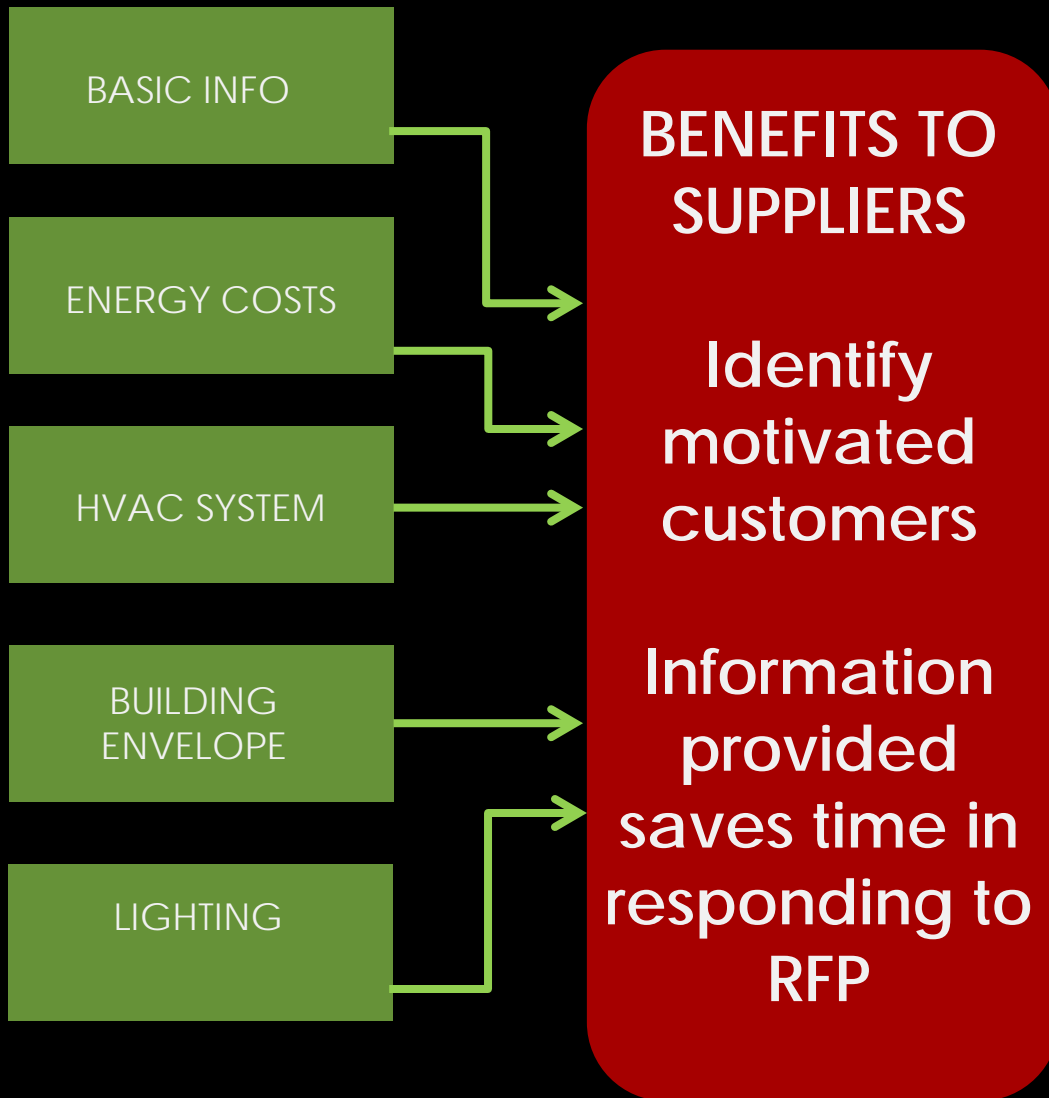 BASIC INFO
ENERGY COSTS
HVAC SYSTEM
BUILDING
ENVELOPE
LIGHTING
BENEFITS TO
SUPPLIERS
Identify
motivated
customers
Information
provided
saves time in
responding to
RFP